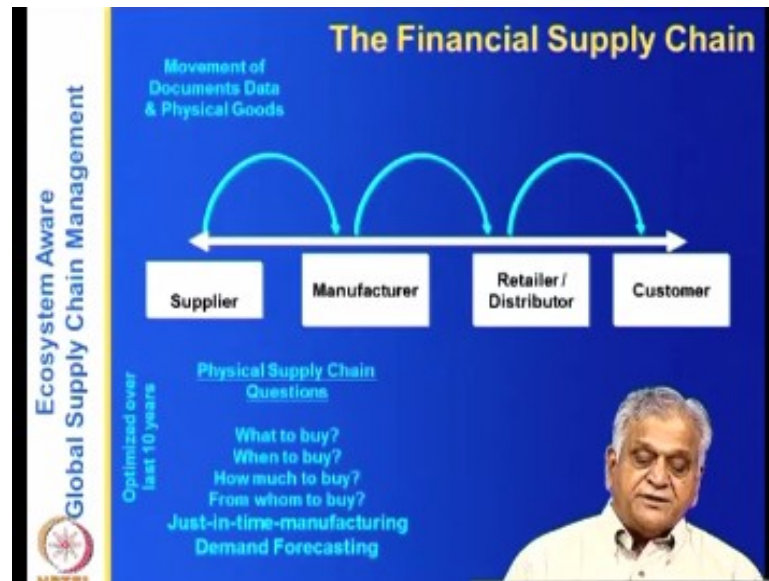 The Financial Supply Chain
Movement of
Documents Data
& Physical Goods
Supplier
Manufacturer
Retailer /
Distributor
Customer
Physical Supply Chain
Questions
What to buy?
When to buy?
How much to buy?
From whom to buy?
Just-in-time-manufacturing
Demand Forecasting
Optimized over
last 10 years
Ecosystem Aware
Global Supply Chain Management